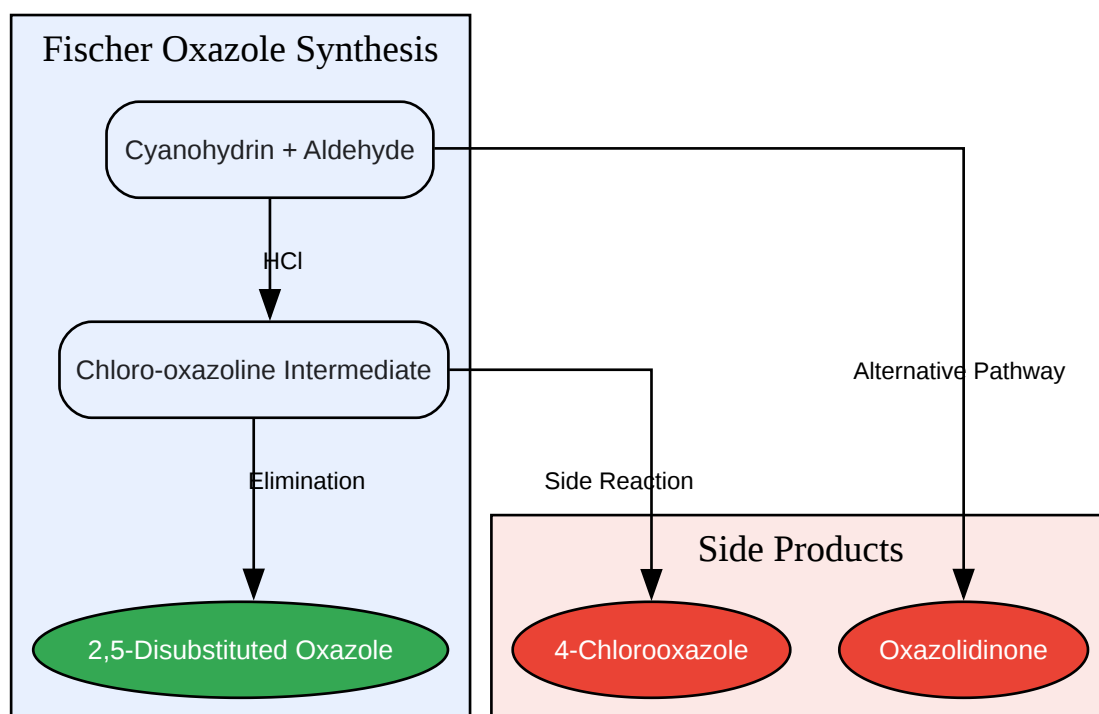 Fischer Oxazole Synthesis
Cyanohydrin + Aldehyde
HCl
Chloro-oxazoline Intermediate
Alternative Pathway
Elimination
Side Reaction
Side Products
2,5-Disubstituted Oxazole
4-Chlorooxazole
Oxazolidinone